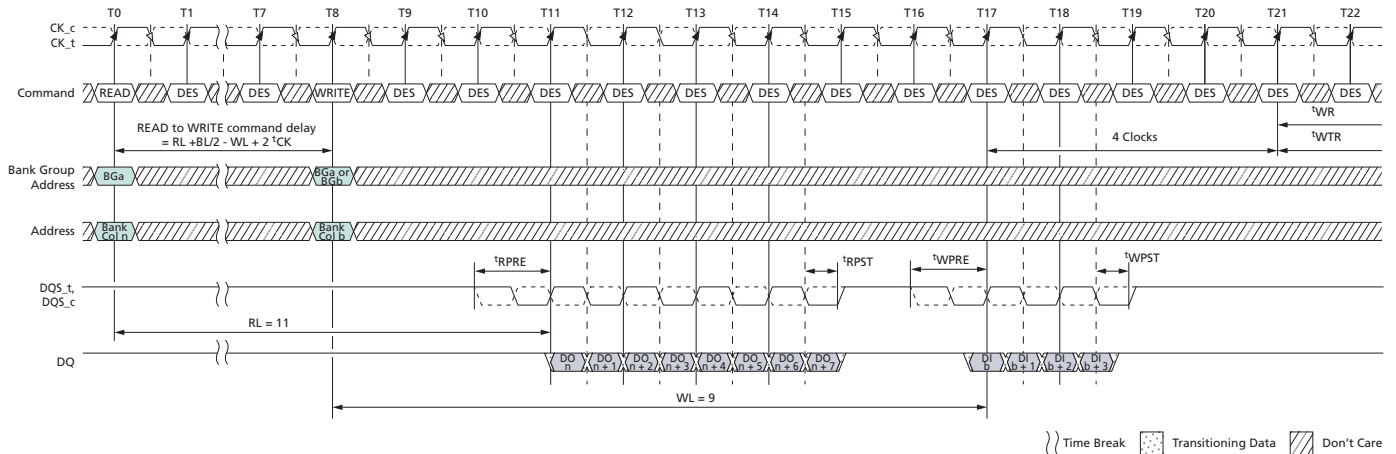 T0 T1 T7 T8 T9 T10 T11 T12 T13 T14 T15 T16 T17 T18 T19 T20 T21 T22
CK_c
CK_t
Command READ DES DES WRITE DES DES DES DES DES DES DES DES DES DES DES DES DES DES
tWR
READ to WRITE command delay
= RL +BL/2 - WL + 2 tCK
4 Clocks tWTR
Bank Group
Address
BGa
BGa or
BGb
Address
Bank
Col n
Bank
Col b
tRPRE tRPST tWPRE tWPST
DQS_t,
DQS_c
RL = 11
DQ
DO
n
DO
n + 1
DO
n + 2
DO
n + 3
DO
n + 4
DO
n + 5
DO
n + 6
DO
n + 7
DI
b
DI
b + 1
DI
b + 2
DI
b + 3
WL = 9
Time Break Transitioning Data Don't Care